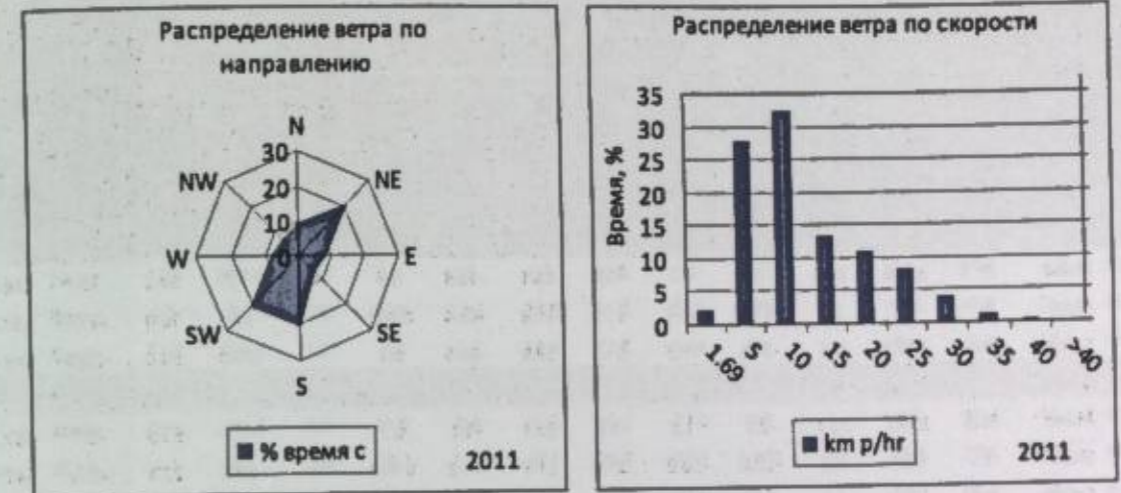 Распределение ветра по
направлению
N
30
NW
NE
20
10
W
0
E
SW
SE
S
% время с
2011
Распределение ветра по скорости
35
30
25
20
15
10
5
0
Время, %
1.69
5
10
15
20
25
30
35
40
>40
km p/hr
2011